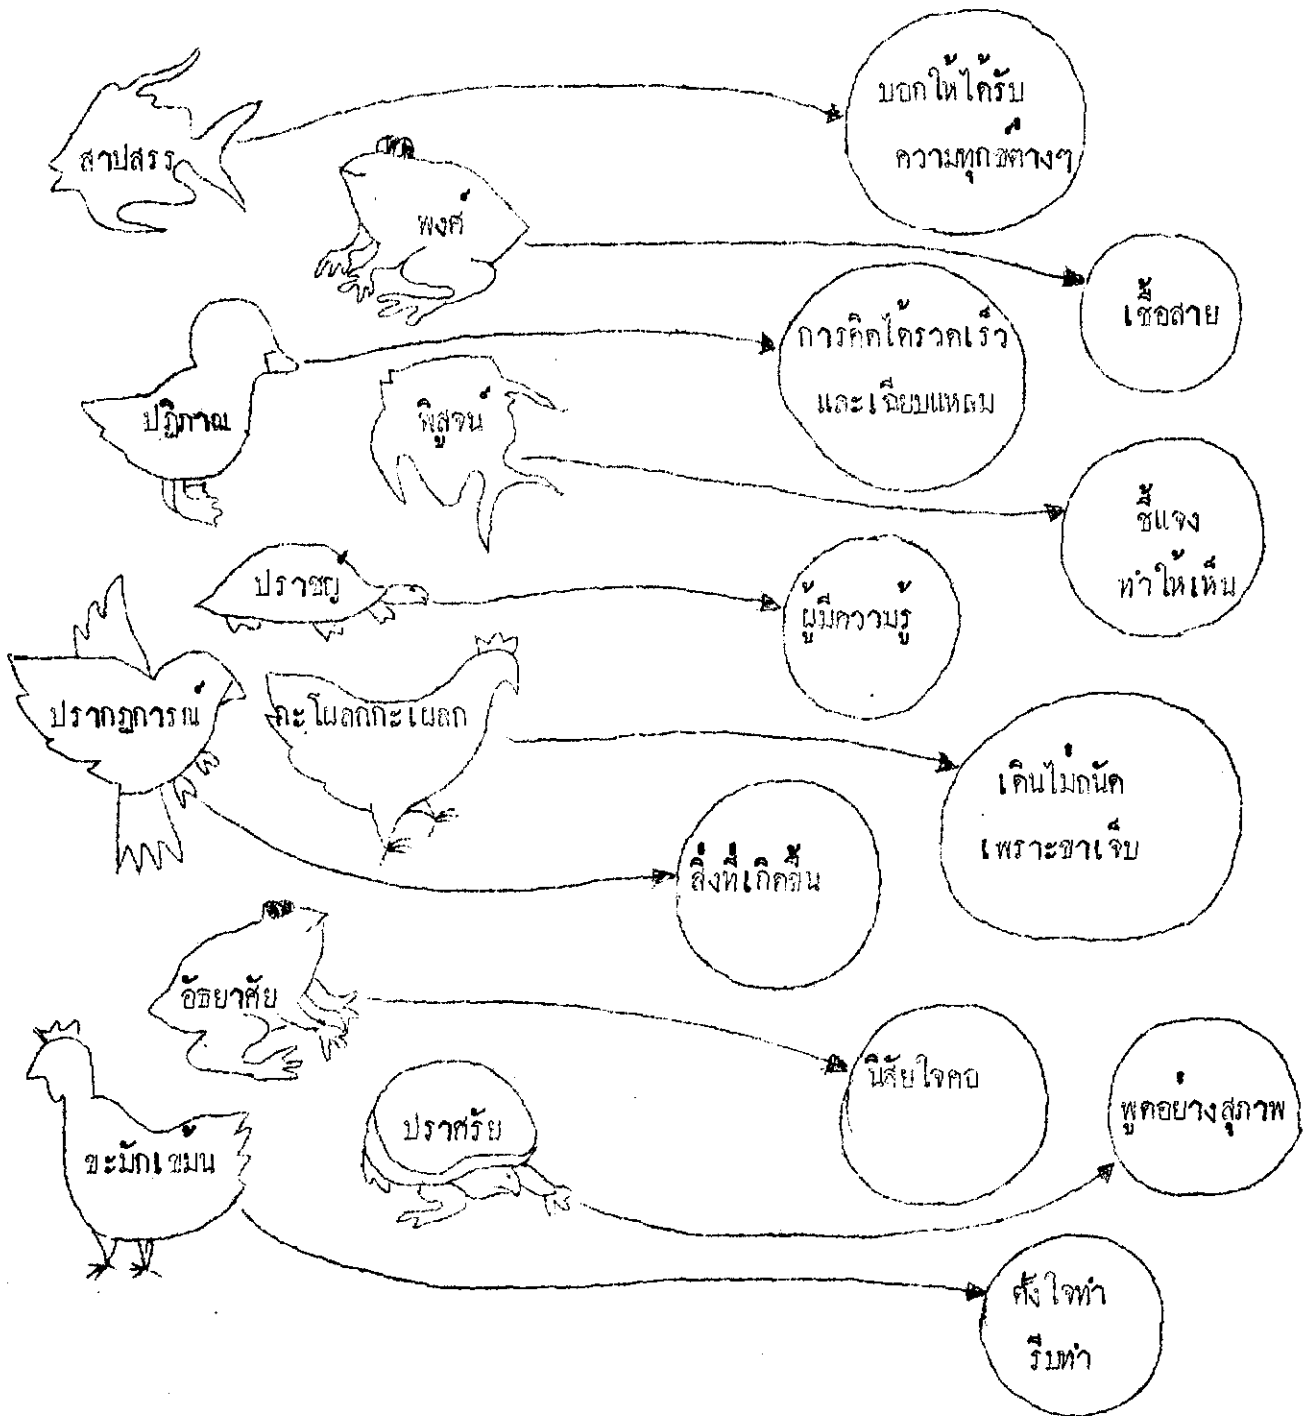 สาปสรร
บอกให้ได้รับ
ความทุกข์ต่างๆ
พงศ์
เชื้อสาย
ปฏิภาณ
การคิดได้รวดเร็ว
และเฉียบแหลม
พิสูจน์
ชี้แจง
ทำให้เห็น
ปราชญ์
ผู้มีความรู้
ปรากฏการณ์
กะโผลกกะเผลก
เดินไม่ถนัด
เพราะขาเจ็บ
สิ่งที่เกิดขึ้น
อัธยาศัย
นิสัยใจคอ
ปราศรัย
พูดอย่างสุภาพ
ขะมักเขม้น
ตั้งใจทำ
รีบทำ